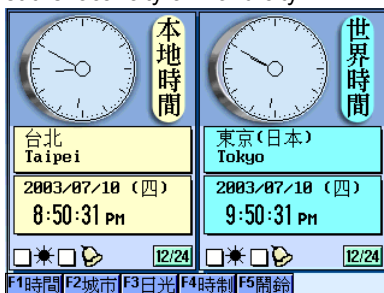 本地時間
台北
Taipei
2003/07/10 (四)
8:50:31 PM
12/24
世界時間
東京(日本)
Tokyo
2003/07/10 (四)
9:50:31 PM
12/24
F1時間 F2城市 F3日光 F4時制 F5鬧鈴